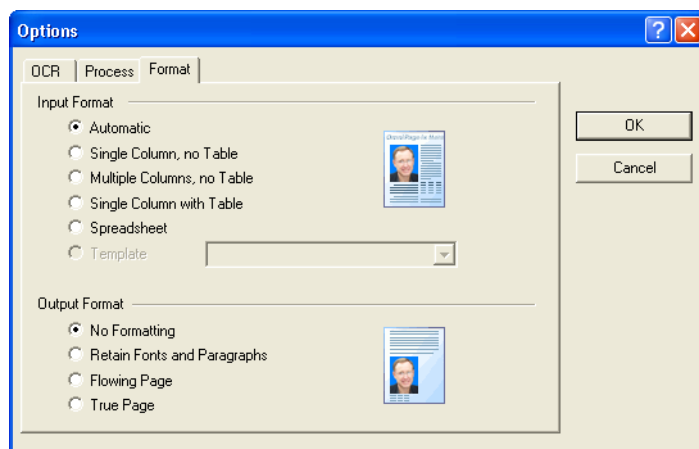 Options
OCR Process Format
Input Format
Automatic
Single Column, no Table
Multiple Columns, no Table
Single Column with Table
Spreadsheet
Template
Output Format
No Formatting
Retain Fonts and Paragraphs
Flowing Page
True Page
OK
Cancel